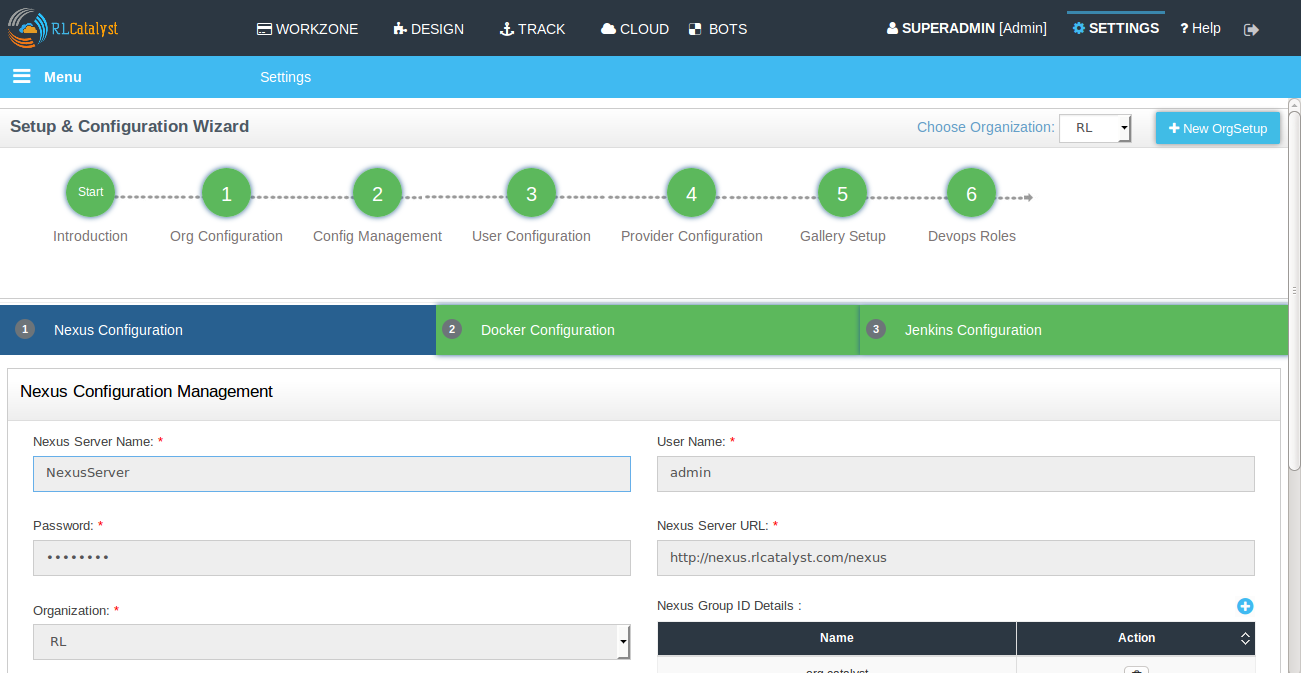 RLCatalyst WORKZONE DESIGN TRACK CLOUD BOTS SUPERADMIN [Admin] SETTINGS ? Help
Menu Settings
Setup & Configuration Wizard Choose Organization: RL + New OrgSetup
Start 1 2 3 4 5 6
Introduction Org Configuration Config Management User Configuration Provider Configuration Gallery Setup Devops Roles
1 Nexus Configuration 2 Docker Configuration 3 Jenkins Configuration
Nexus Configuration Management
Nexus Server Name: * User Name: *
NexusServer admin
Password: * Nexus Server URL: *
•••••••• http://nexus.rlcatalyst.com/nexus
Organization: * Nexus Group ID Details :
RL Name Action
org.catalyst